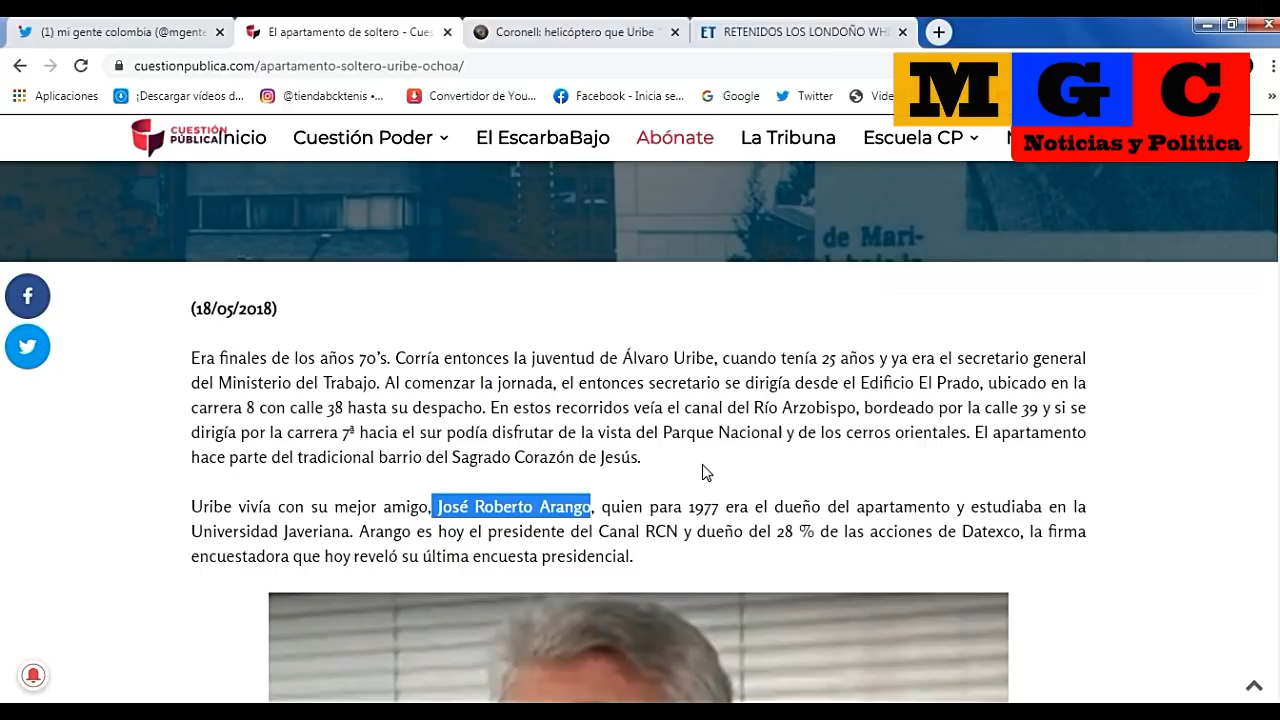 (1) mi gente colombia (@mgente
El apartamento de soltero - Cues
Coronell: helicóptero que Uribe "
ET RETENIDOS LOS LONDOÑO WHI
cuestionpublica.com/apartamento-soltero-uribe-ochoa/
Aplicaciones
¡Descargar vídeos d...
@tiendabcktenis •...
Convertidor de You...
Facebook - Inicia se...
Google
Twitter
Vide
»
M G C
Noticias y Politica
CUESTIÓN
PÚBLICA
Inicio
Cuestión Poder
El EscarbaBajo
Abónate
La Tribuna
Escuela CP
de Mari-
(18/05/2018)
Era finales de los años 70's. Corría entonces la juventud de Álvaro Uribe, cuando tenía 25 años y ya era el secretario general
del Ministerio del Trabajo. Al comenzar la jornada, el entonces secretario se dirigía desde el Edificio El Prado, ubicado en la
carrera 8 con calle 38 hasta su despacho. En estos recorridos veía el canal del Río Arzobispo, bordeado por la calle 39 y si se
dirigía por la carrera 7ª hacia el sur podía disfrutar de la vista del Parque Nacional y de los cerros orientales. El apartamento
hace parte del tradicional barrio del Sagrado Corazón de Jesús.
Uribe vivía con su mejor amigo, José Roberto Arango, quien para 1977 era el dueño del apartamento y estudiaba en la
Universidad Javeriana. Arango es hoy el presidente del Canal RCN y dueño del 28 % de las acciones de Datexco, la firma
encuestadora que hoy reveló su última encuesta presidencial.